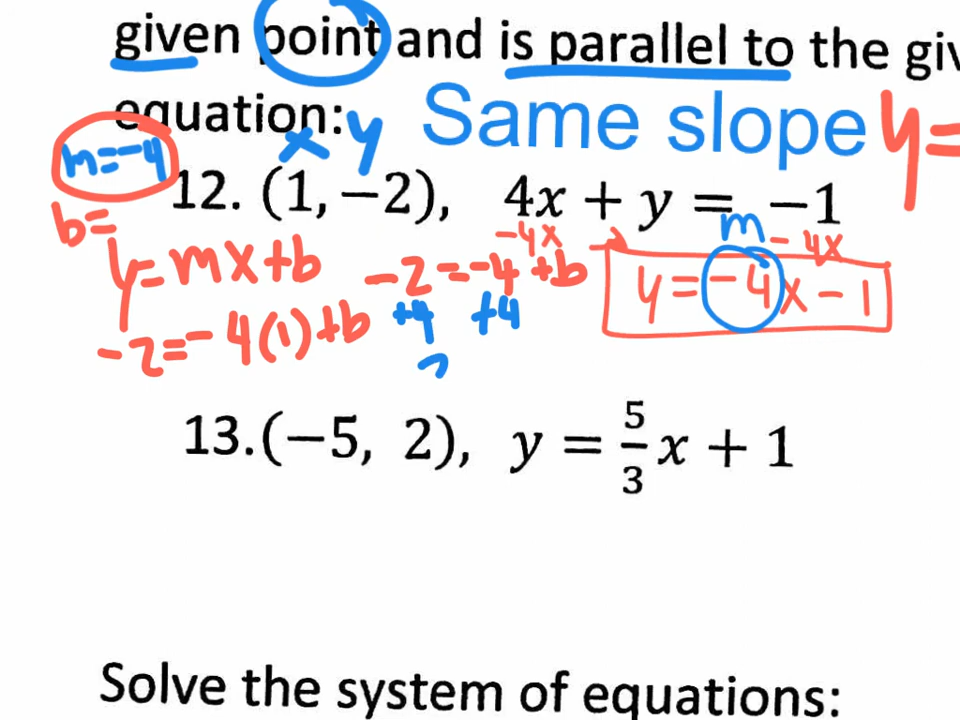 given point and is parallel to the giv
equation: x y Same slope y=
m=-4
12. (1, −2), 4x + y = −1
b= -4x m - 4x
y=mx+b -2=-4+b y=-4x-1
-2=-4(1)+b +4 +4
2
13.(−5, 2), y = 5/3 x + 1
Solve the system of equations: